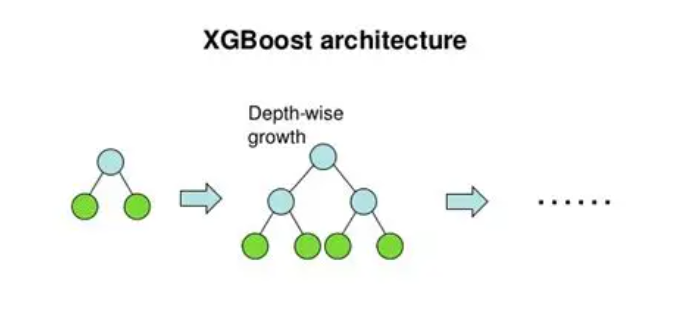 XGBoost architecture
Depth-wise
growth
......